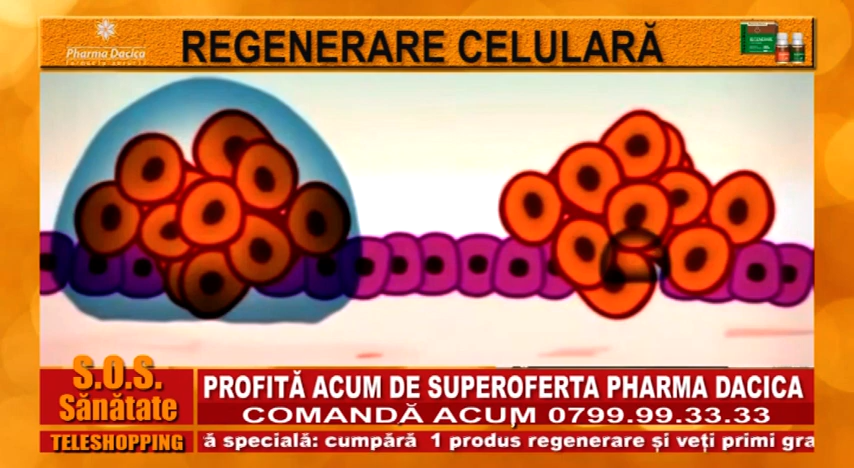 Pharma Dacica
REGENERARE CELULARĂ
REGENERARE
S.O.S.
Sănătate
TELESHOPPING
PROFITĂ ACUM DE SUPEROFERTA PHARMA DACICA
COMANDĂ ACUM 0799.99.33.33
ă specială: cumpără 1 produs regenerare și veți primi gra